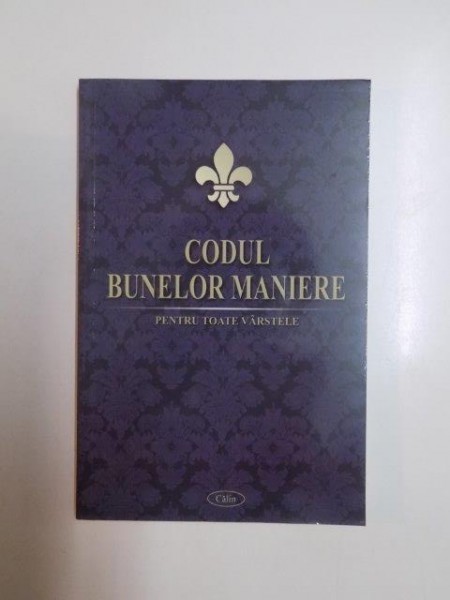 CODUL
BUNELOR MANIERE
PENTRU TOATE VÂRSTELE
Călin